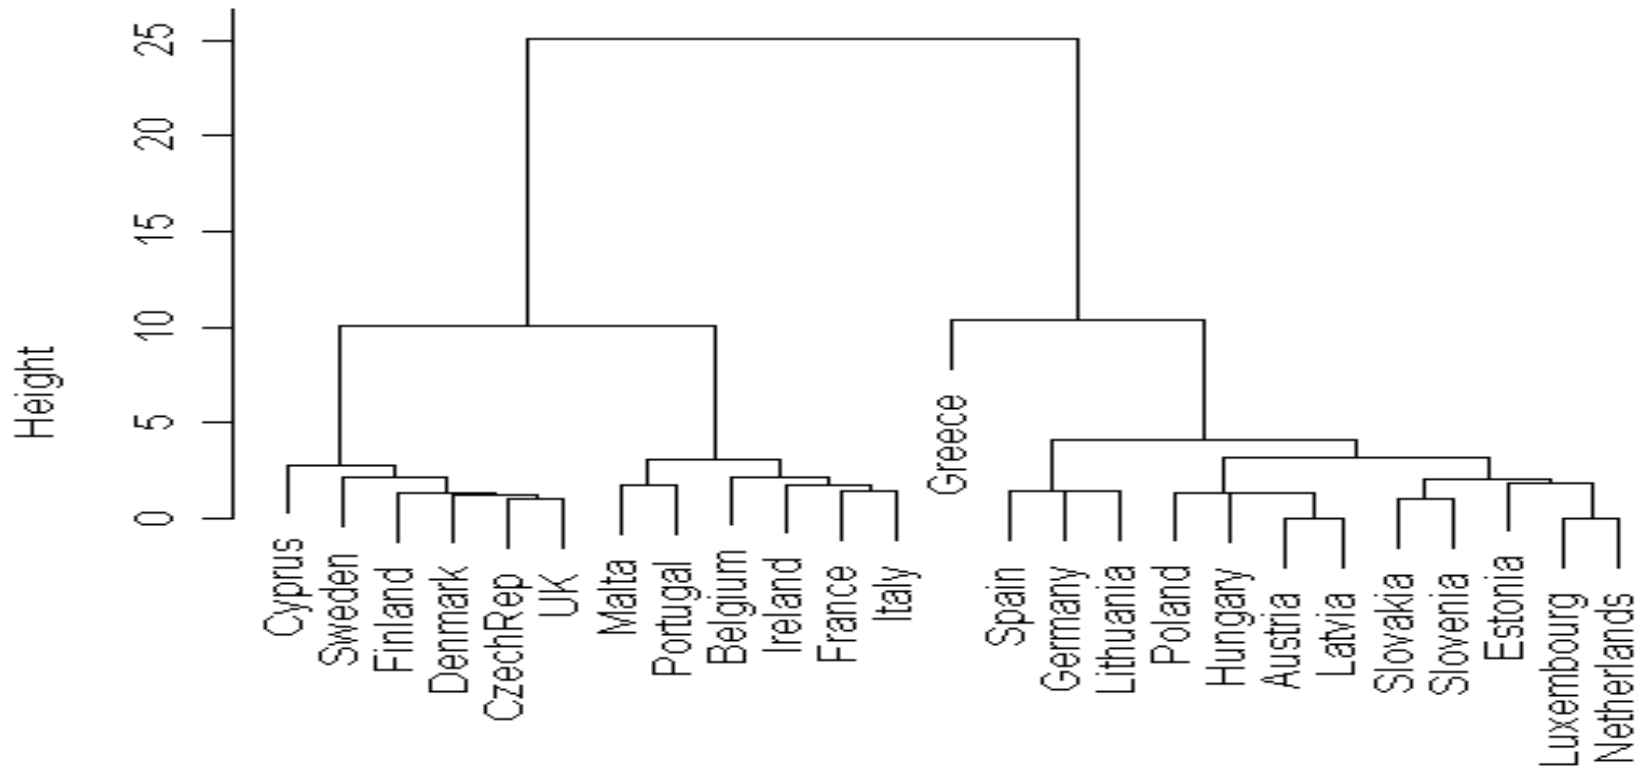 Height
25
20
15
10
5
0
Cyprus
Sweden
Finland
Denmark
CzechRep
UK
Malta
Portugal
Belgium
Ireland
France
Italy
Greece
Spain
Germany
Lithuania
Poland
Hungary
Austria
Latvia
Slovakia
Slovenia
Estonia
Luxembourg
Netherlands